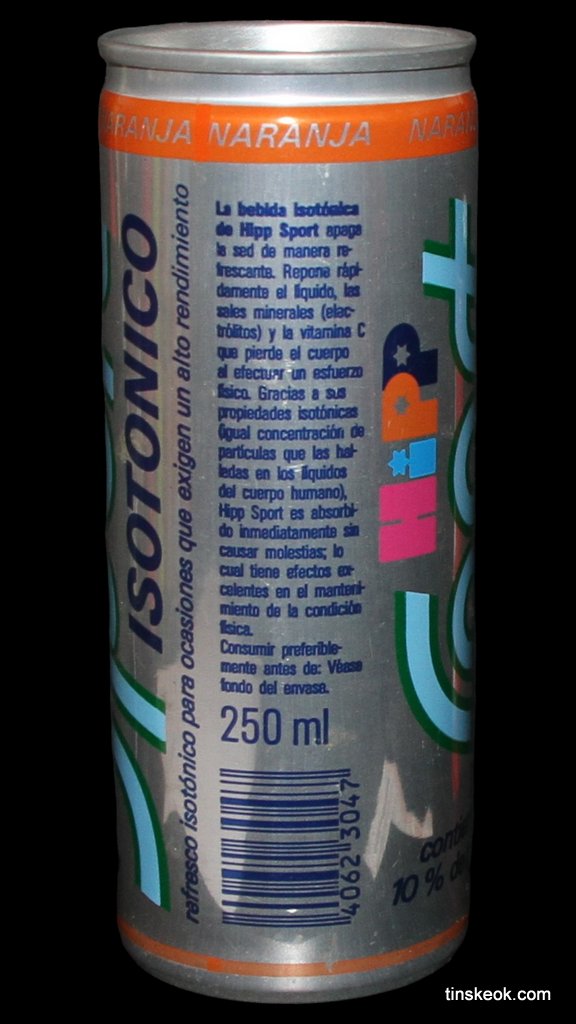 NARANJA NARANJA NARANJA
ISOTONICO
refresco isotónico para ocasiones que exigen un alto rendimiento
La bebida isotónica
de Hipp Sport apaga
la sed de manera re-
frescante. Repone rápi-
damente el líquido, las
sales minerales (elec-
trólitos) y la vitamina C
que pierde el cuerpo
al efectuar un esfuerzo
físico. Gracias a sus
propiedades isotónicas
(igual concentración de
partículas que las hal-
ladas en los líquidos
del cuerpo humano),
Hipp Sport es absorbi-
do inmediatamente sin
causar molestias; lo
cual tiene efectos ex-
celentes en el manteni-
miento de la condición
física.
Consumir preferible-
mente antes de: Véase
fondo del envase.
250 ml
4062 3047
HiPP
10 %
tinskeok.com